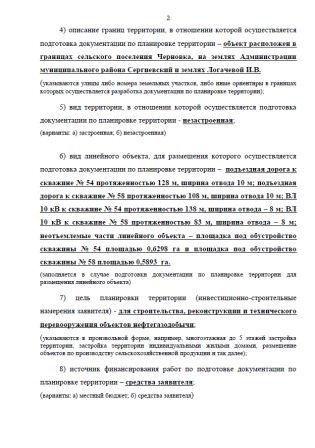 2
4) описание границ территории, в отношении которой осуществляется
подготовка документации по планировке территории – объект расположен в
границах сельского поселения Черновка, на землях Администрации
муниципального района Сергиевский и землях Логачевой И.В.
(указываются улицы либо номера земельных участков, либо иные ориентиры в границах
которых осуществляется разработка документации по планировке территории);
5) вид территории, в отношении которой осуществляется подготовка
документации по планировке территории - незастроенная;
(варианты: а) застроенная; б) незастроенная)
6) вид линейного объекта, для размещения которого осуществляется
подготовка документации по планировке территории – подъездная дорога к
скважине № 54 протяженностью 128 м, ширина отвода 10 м; подъездная
дорога к скважине № 58 протяженностью 108 м, ширина отвода 10 м; ВЛ
10 кВ к скважине № 54 протяженностью 138 м, ширина отвода – 8 м; ВЛ
10 кВ к скважине № 58 протяженностью 83 м, ширина отвода – 8 м;
неотъемлемые части линейного объекта – площадка под обустройство
скважины № 54 площадью 0,6298 га и площадка под обустройство
скважины № 58 площадью 0,5893 га.
(заполняется в случае подготовки документации по планировке территории для
размещения линейного объекта)
7) цель планировки территории (инвестиционно-строительные
намерения заявителя) - для строительства, реконструкции и технического
перевооружения объектов нефтегазодобычи;
(указываются в произвольной форме, например, многоэтажная до 5 этажей застройка
территории, застройка территории индивидуальными жилыми домами, размещение
объектов по производству сельскохозяйственной продукции и так далее);
8) источник финансирования работ по подготовке документации по
планировке территории – средства заявителя;
(варианты: а) местный бюджет; б) средства заявителя)